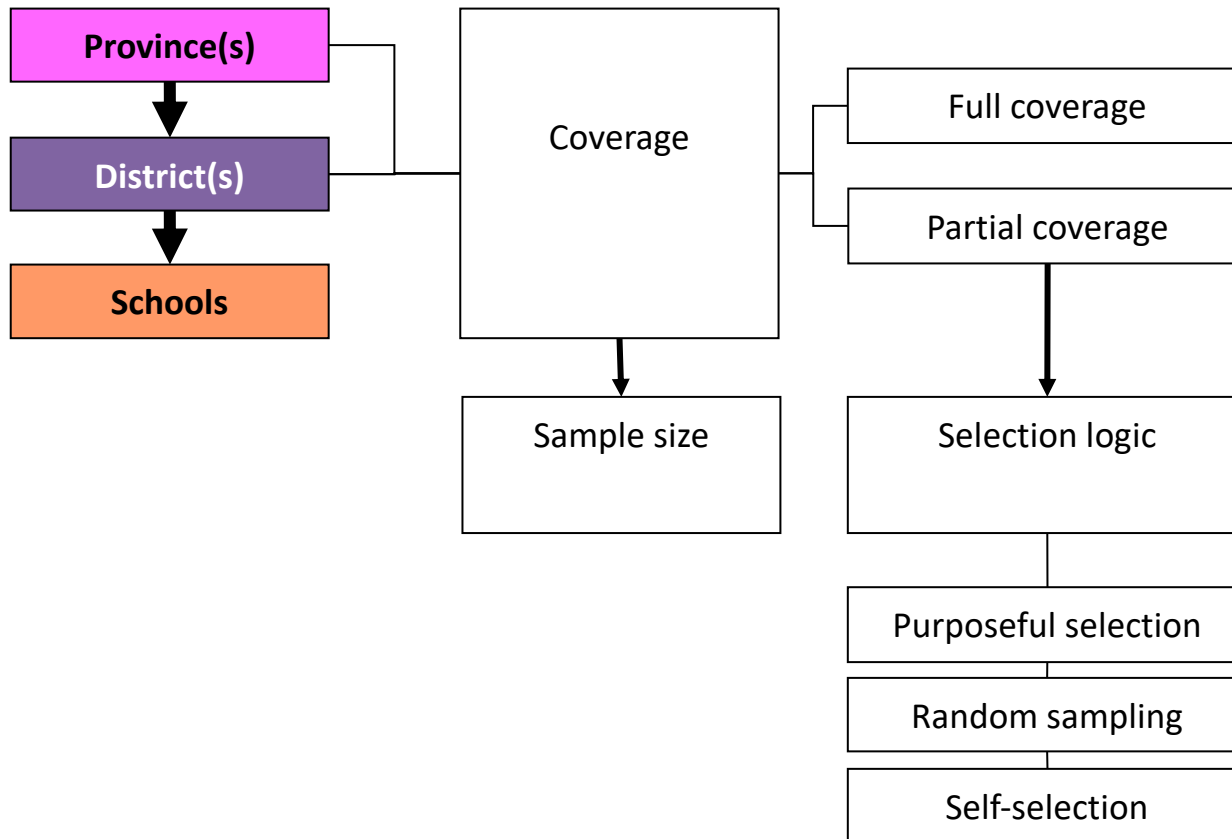 Province(s)
District(s)
Schools
Coverage
Sample size
Full coverage
Partial coverage
Selection logic
Purposeful selection
Random sampling
Self-selection